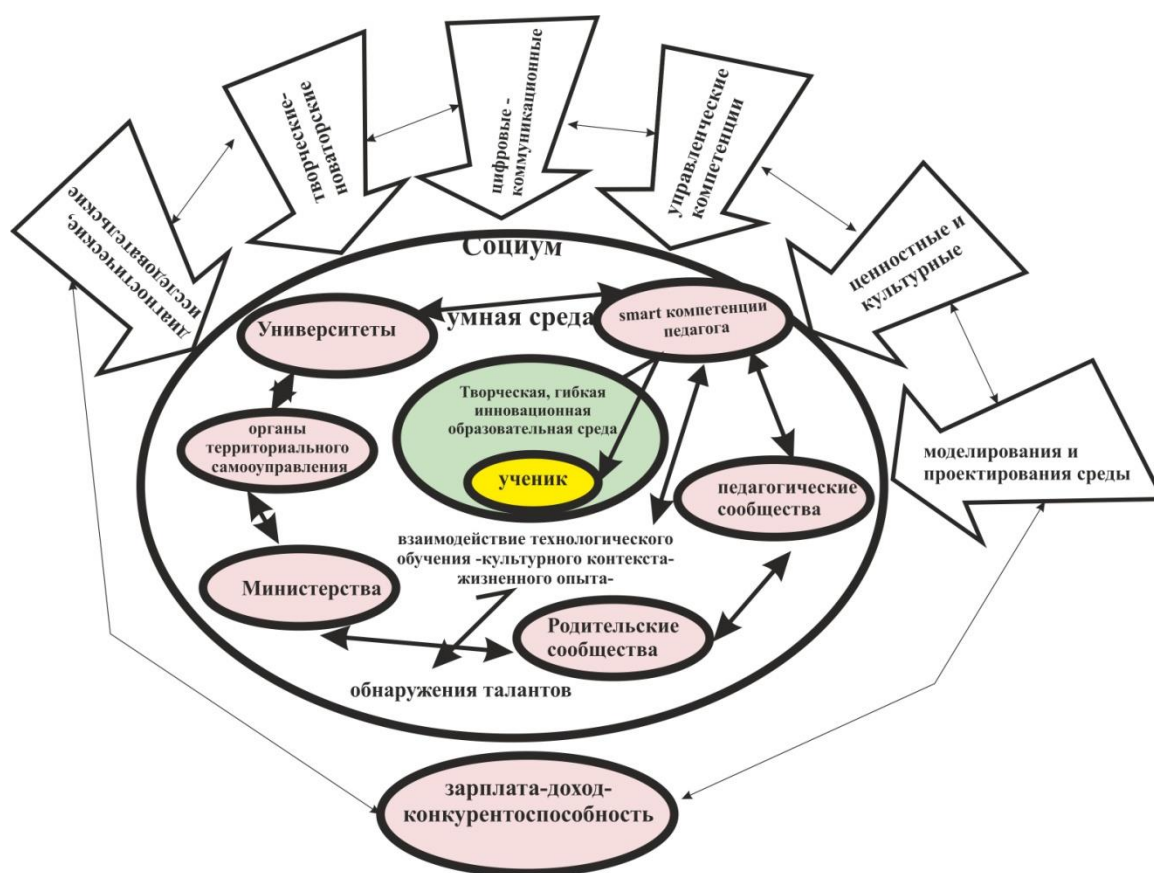 диагностические,
исследовательские
творческие-
новаторские
цифровые -
коммуникационные
управленческие
компетенции
ценностные и
культурные
моделирования и
проектирования среды
Социум
Университеты
умная среда
smart компетенции
педагога
Творческая, гибкая
инновационная
образовательная среда
ученик
органы
территориального
самооуправления
педагогические
сообщества
взаимодействие технологического
обучения -культурного контекста-
жизненного опыта-
Министерства
Родительские
сообщества
обнаружения талантов
зарплата-доход-
конкурентоспособность